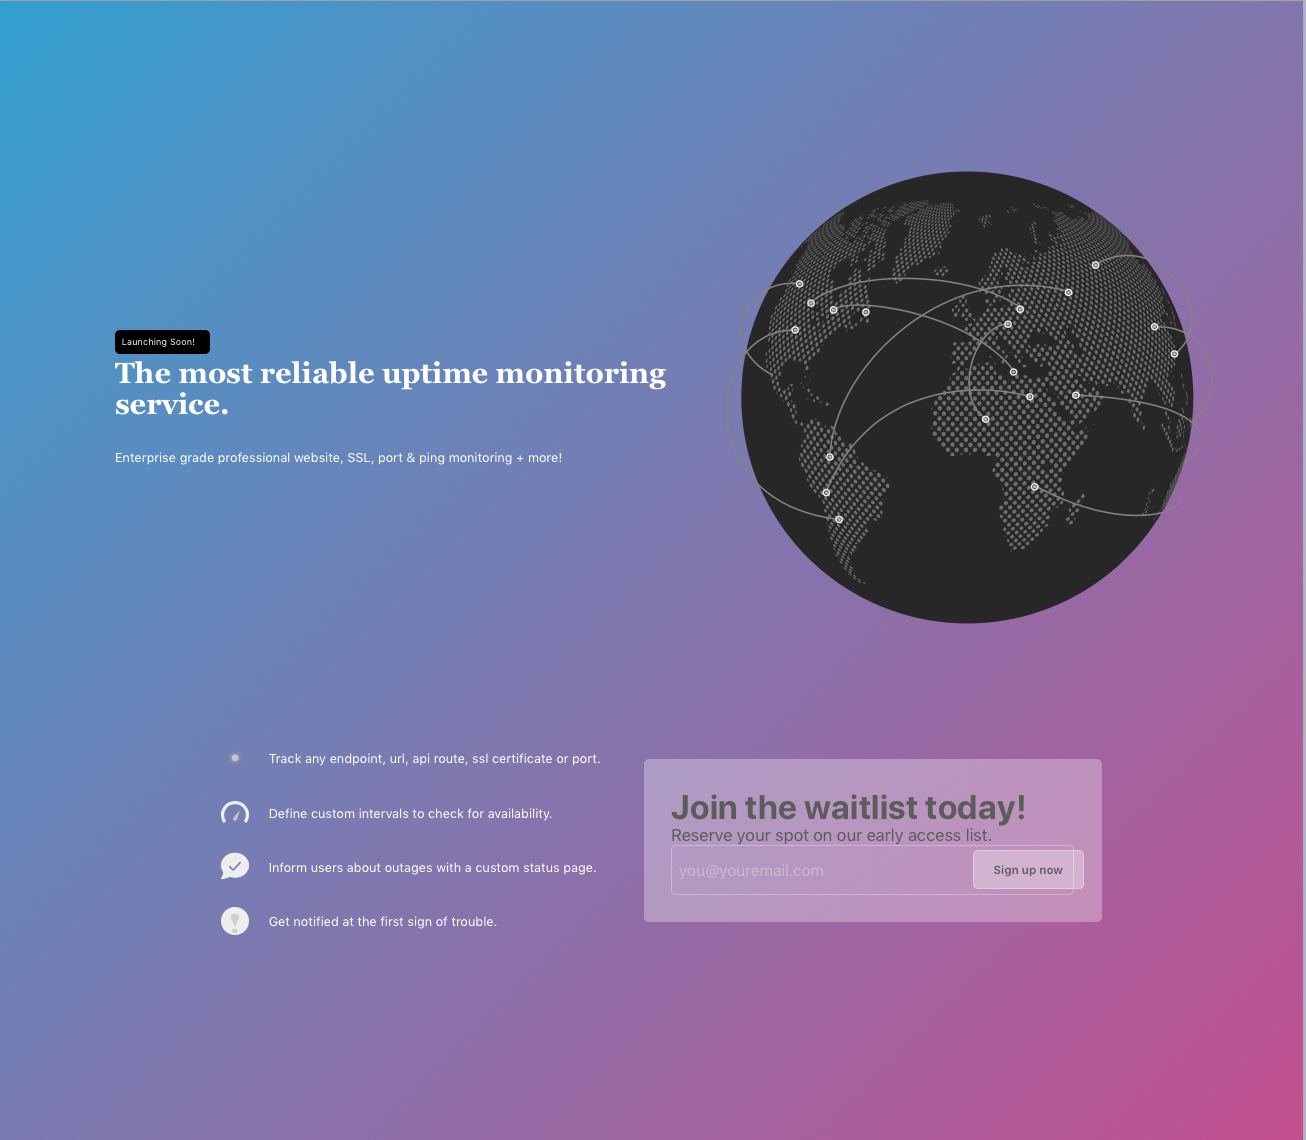 Launching Soon!
The most reliable uptime monitoring
service.
Enterprise grade professional website, SSL, port & ping monitoring + more!
Track any endpoint, url, api route, ssl certificate or port.
Define custom intervals to check for availability.
Inform users about outages with a custom status page.
Get notified at the first sign of trouble.
Join the waitlist today!
Reserve your spot on our early access list.
you@youremail.com
Sign up now